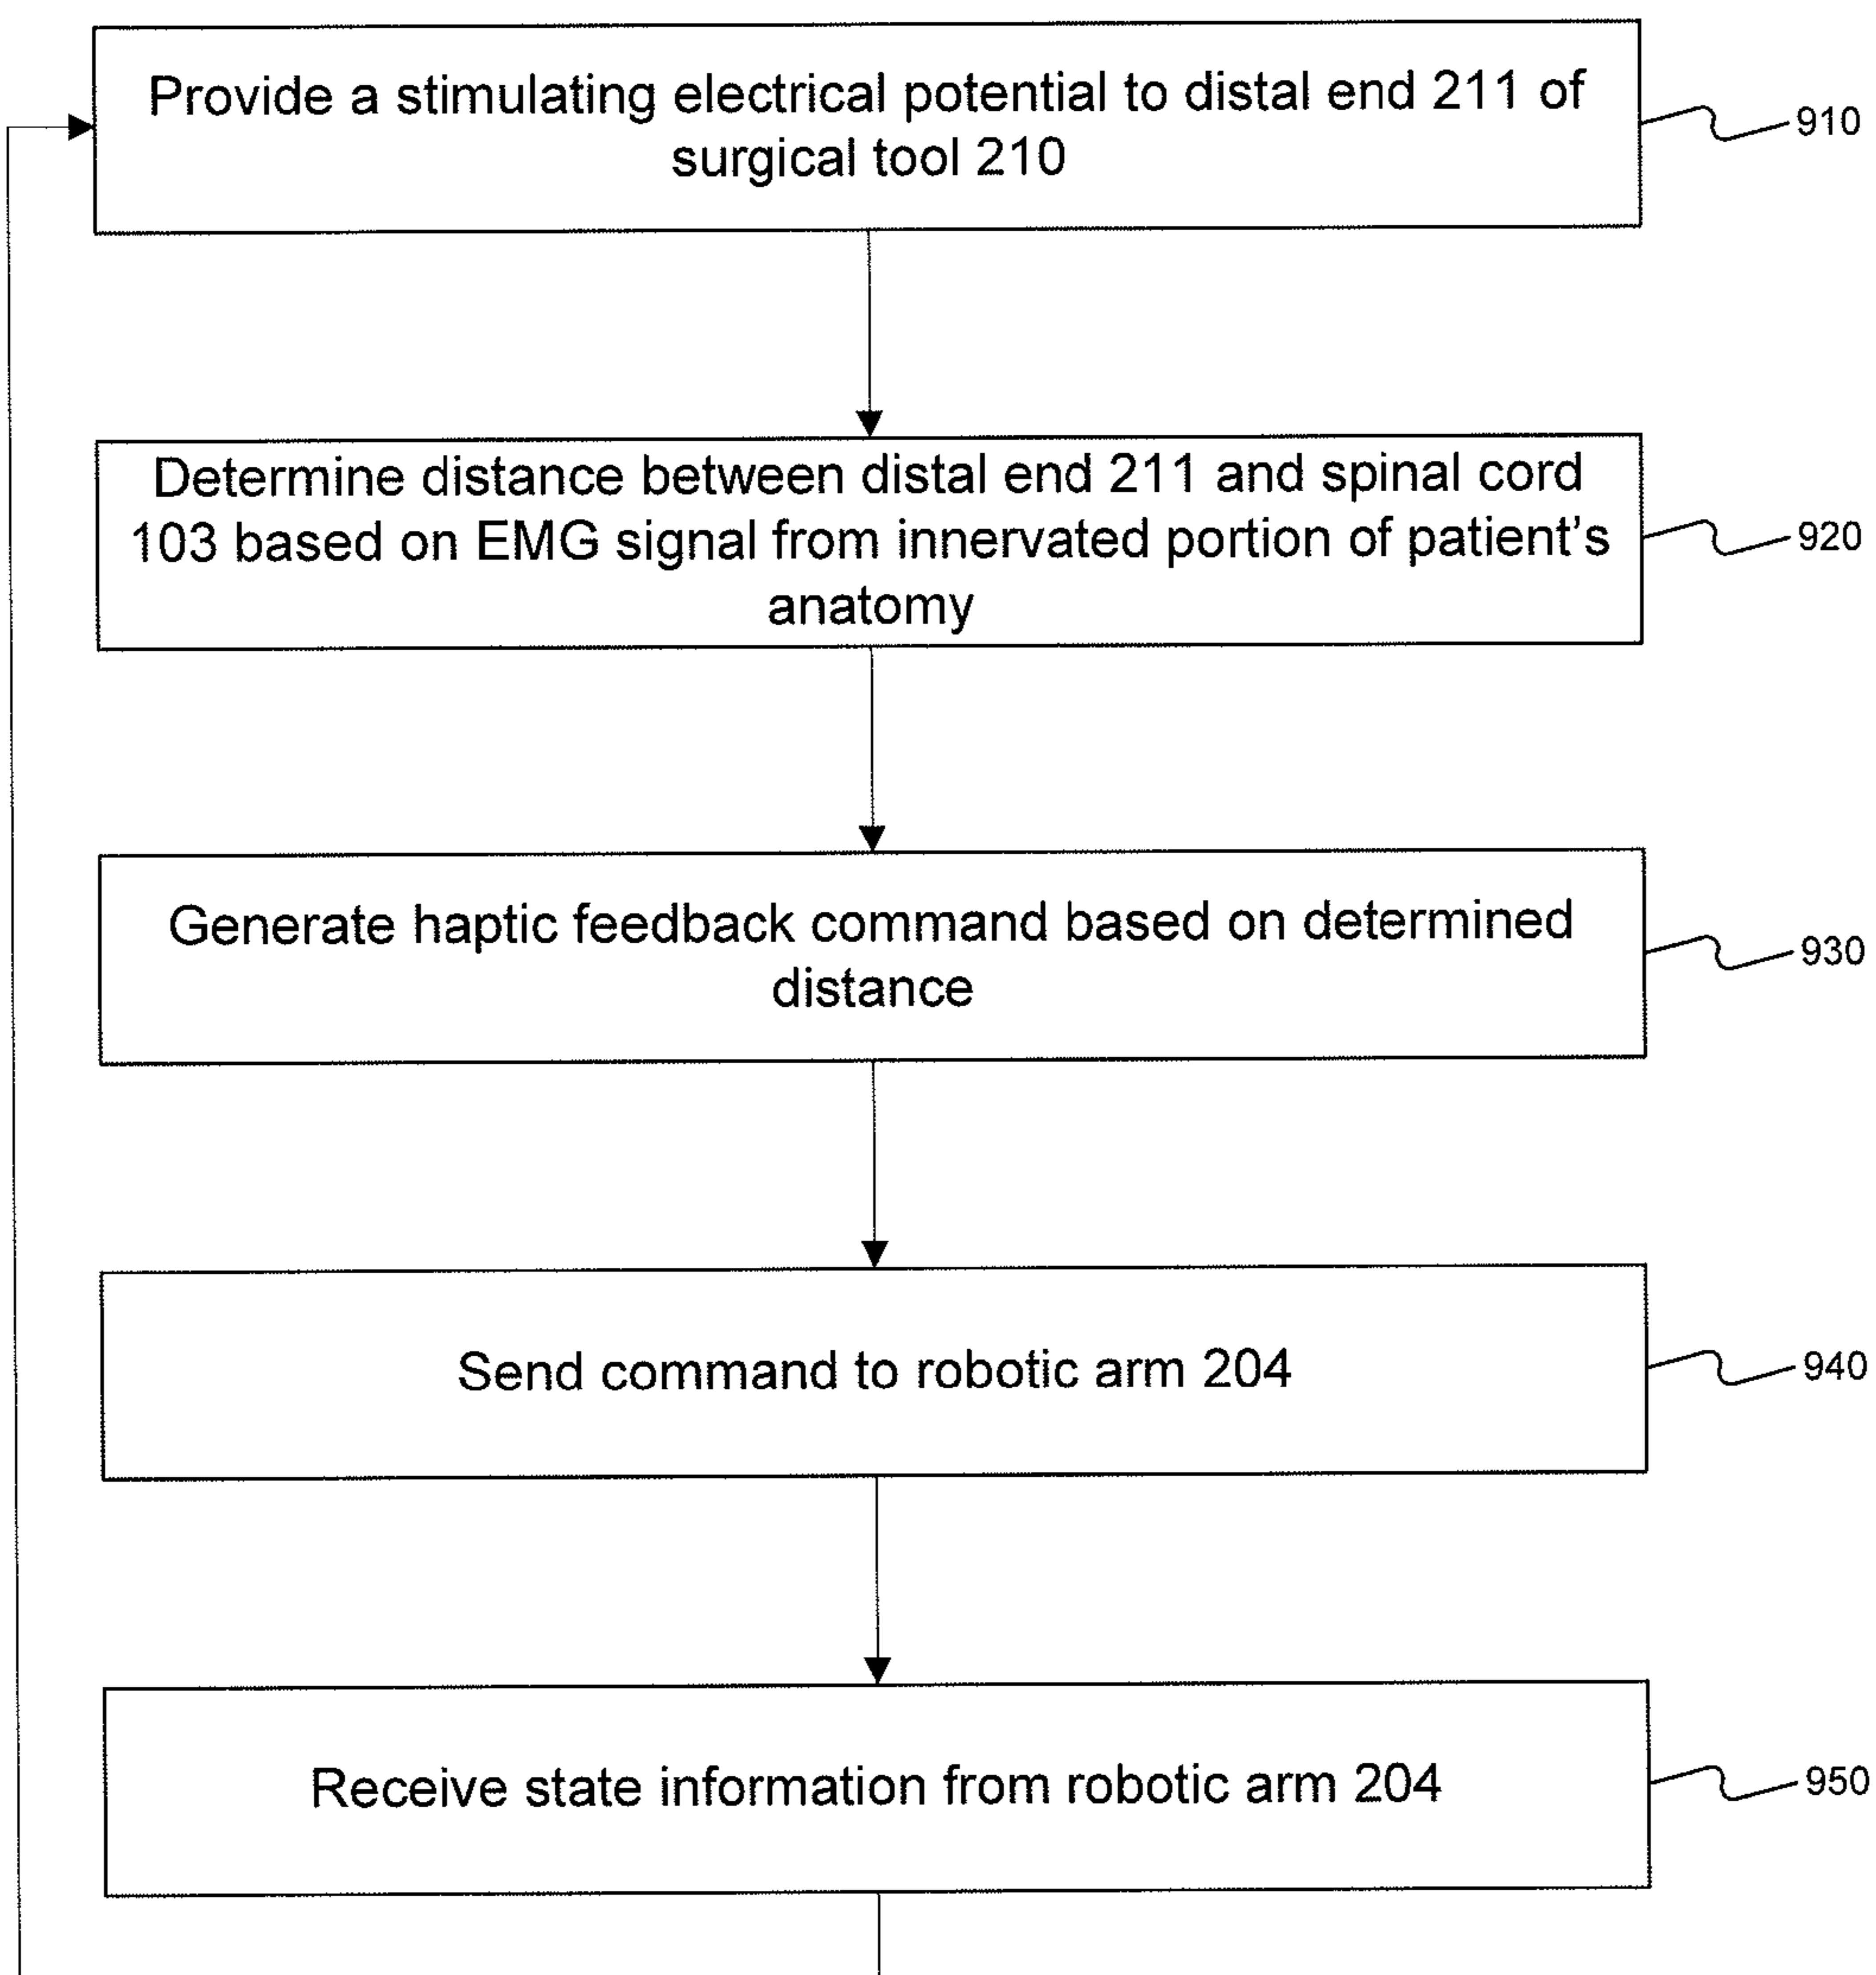 Provide a stimulating electrical potential to distal end 211 of
surgical tool 210
910
Determine distance between distal end 211 and spinal cord
103 based on EMG signal from innervated portion of patient's
anatomy
920
Generate haptic feedback command based on determined
distance
930
Send command to robotic arm 204
940
Receive state information from robotic arm 204
950